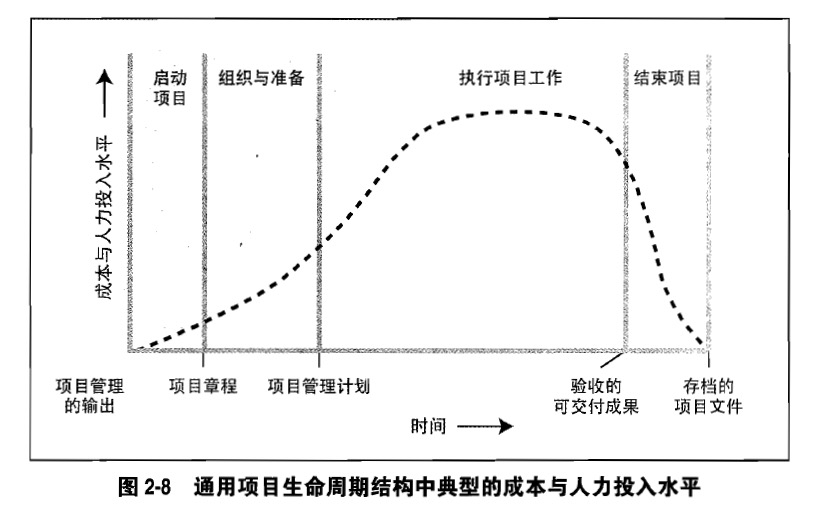 启动
项目
组织与准备
执行项目工作
结束项目
成本与人力投入水平
项目管理
的输出
项目章程
项目管理计划
验收的
可交付成果
存档的
项目文件
时间
图 2-8 通用项目生命周期结构中典型的成本与人力投入水平